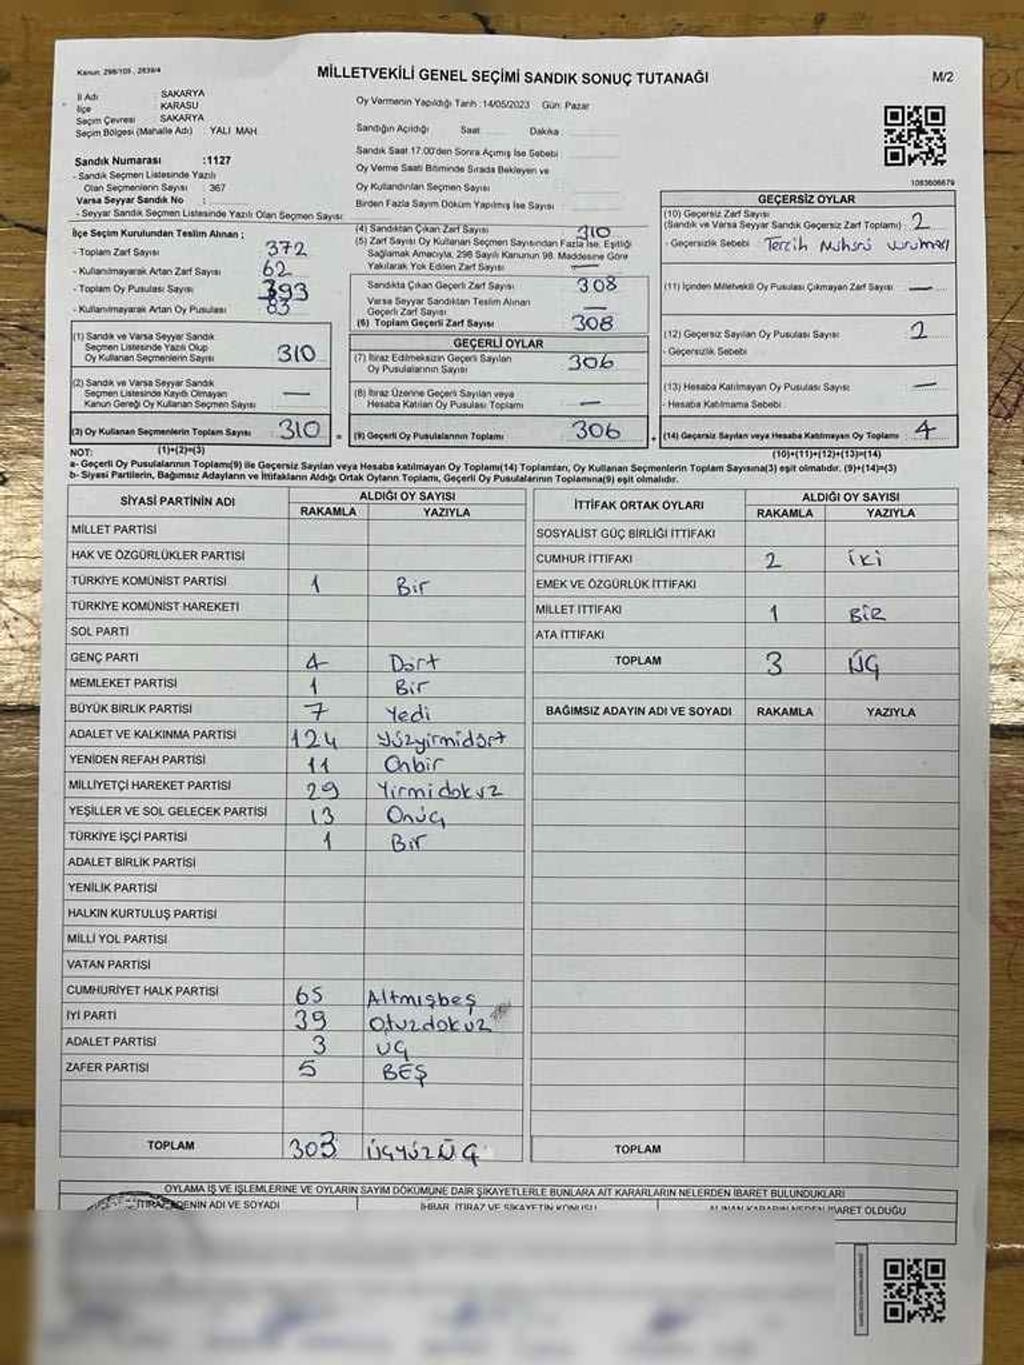 Kanun: 298/105 , 2839/4
MİLLETVEKİLİ GENEL SEÇİMİ SANDIK SONUÇ TUTANAĞI
M/2
İl Adı : SAKARYA
İlçe : KARASU
Seçim Çevresi : SAKARYA
Seçim Bölgesi (Mahalle Adı) : YALI MAH.
Sandık Numarası :1127
- Sandık Seçmen Listesinde Yazılı
Olan Seçmenlerin Sayısı : 367
Varsa Seyyar Sandık No :
- Seyyar Sandık Seçmen Listesinde Yazılı Olan Seçmen Sayısı:
Oy Vermenin Yapıldığı Tarih :14/05/2023 Gün: Pazar
Sandığın Açıldığı Saat Dakika
Sandık Saat 17:00'den Sonra Açmış İse Sebebi :
Oy Verme Saati Bitiminde Sırada Bekleyen ve
Oy Kullandırılan Seçmen Sayısı
Birden Fazla Sayım Döküm Yapılmış İse Sayısı :
1083606679
İlçe Seçim Kurulundan Teslim Alınan ;
- Toplam Zarf Sayısı : 372
- Kullanılmayarak Artan Zarf Sayısı : 62
- Toplam Oy Pusulası Sayısı : 393
- Kullanılmayarak Artan Oy Pusulası : 83
(1) Sandık ve Varsa Seyyar Sandık
Seçmen Listesinde Yazılı Olup
Oy Kullanan Seçmenlerin Sayısı : 310
(2) Sandık ve Varsa Seyyar Sandık
Seçmen Listesinde Kayıtlı Olmayan
Kanun Gereği Oy Kullanan Seçmen Sayısı : —
(3) Oy Kullanan Seçmenlerin Toplam Sayısı : 310
(1)+(2)=(3)
(4) Sandıktan Çıkan Zarf Sayısı : 310
(5) Zarf Sayısı Oy Kullanan Seçmen Sayısından Fazla İse, Eşitliği
Sağlamak Amacıyla, 298 Sayılı Kanunun 98. Maddesine Göre
Yakılarak Yok Edilen Zarf Sayısı : —
Sandıkta Çıkan Geçerli Zarf Sayısı : 308
Varsa Seyyar Sandıktan Teslim Alınan
Geçerli Zarf Sayısı : —
(6) Toplam Geçerli Zarf Sayısı : 308
GEÇERLİ OYLAR
(7) İtiraz Edilmeksizin Geçerli Sayılan
Oy Pusulalarının Sayısı : 306
(8) İtiraz Üzerine Geçerli Sayılan veya
Hesaba Katılan Oy Pusulası Toplamı : —
= (9) Geçerli Oy Pusulalarının Toplamı : 306
GEÇERSİZ OYLAR
(10) Geçersiz Zarf Sayısı
(Sandık ve Varsa Seyyar Sandık Geçersiz Zarf Toplamı) : 2
- Geçersizlik Sebebi : Tercih Mührü vurulması
(11) İçinden Milletvekili Oy Pusulası Çıkmayan Zarf Sayısı : —
(12) Geçersiz Sayılan Oy Pusulası Sayısı : 2
- Geçersizlik Sebebi :
(13) Hesaba Katılmayan Oy Pusulası Sayısı : —
- Hesaba Katılmama Sebebi :
+ (14) Geçersiz Sayılan veya Hesaba Katılmayan Oy Toplamı : 4
(10)+(11)+(12)+(13)=(14)
NOT:
a- Geçerli Oy Pusulalarının Toplamı(9) ile Geçersiz Sayılan veya Hesaba katılmayan Oy Toplamı(14) Toplamları, Oy Kullanan Seçmenlerin Toplam Sayısına(3) eşit olmalıdır. (9)+(14)=(3)
b- Siyasi Partilerin, Bağımsız Adayların ve İttifakların Aldığı Ortak Oyların Toplamı, Geçerli Oy Pusulalarının Toplamına(9) eşit olmalıdır.
SİYASİ PARTİNİN ADI ALDIĞI OY SAYISI
RAKAMLA YAZIYLA
MİLLET PARTİSİ
HAK VE ÖZGÜRLÜKLER PARTİSİ
TÜRKİYE KOMÜNİST PARTİSİ 1 Bir
TÜRKİYE KOMÜNİST HAREKETİ
SOL PARTİ
GENÇ PARTİ 4 Dört
MEMLEKET PARTİSİ 1 Bir
BÜYÜK BİRLİK PARTİSİ 7 Yedi
ADALET VE KALKINMA PARTİSİ 124 Yüzyirmidört
YENİDEN REFAH PARTİSİ 11 Onbir
MİLLİYETÇİ HAREKET PARTİSİ 29 Yirmidokuz
YEŞİLLER VE SOL GELECEK PARTİSİ 13 Onüç
TÜRKİYE İŞÇİ PARTİSİ 1 Bir
ADALET BİRLİK PARTİSİ
YENİLİK PARTİSİ
HALKIN KURTULUŞ PARTİSİ
MİLLİ YOL PARTİSİ
VATAN PARTİSİ
CUMHURİYET HALK PARTİSİ 65 Altmışbeş
İYİ PARTİ 39 Otuzdokuz
ADALET PARTİSİ 3 üç
ZAFER PARTİSİ 5 BEŞ
TOPLAM 303 ÜÇYÜZÜÇ
İTTİFAK ORTAK OYLARI ALDIĞI OY SAYISI
RAKAMLA YAZIYLA
SOSYALİST GÜÇ BİRLİĞİ İTTİFAKI
CUMHUR İTTİFAKI 2 iki
EMEK VE ÖZGÜRLÜK İTTİFAKI
MİLLET İTTİFAKI 1 BİR
ATA İTTİFAKI
TOPLAM 3 ÜÇ
BAĞIMSIZ ADAYIN ADI VE SOYADI RAKAMLA YAZIYLA
TOPLAM
OYLAMA İŞ VE İŞLEMLERİNE VE OYLARIN SAYIM DÖKÜMÜNE DAİR ŞİKAYETLERLE BUNLARA AİT KARARLARIN NELERDEN İBARET BULUNDUKLARI
İTİRAZ EDENİN ADI VE SOYADI İHBAR, İTİRAZ VE ŞİKAYETİN KONUSU ALINAN KARARIN NEDEN İBARET OLDUĞU